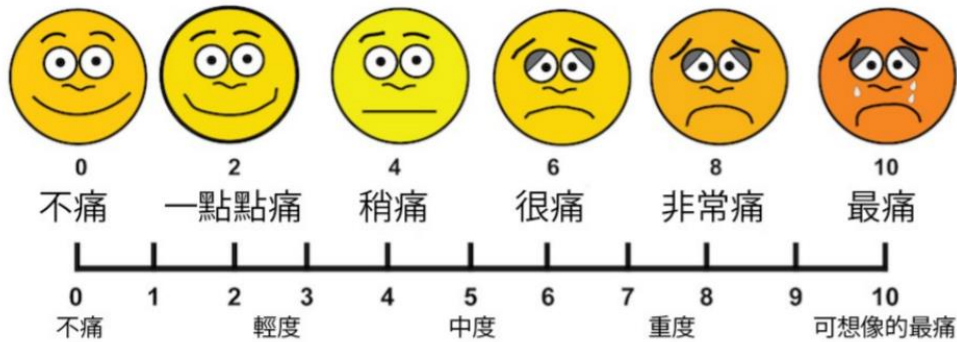 0 2 4 6 8 10
不痛 一點點痛 稍痛 很痛 非常痛 最痛
0 1 2 3 4 5 6 7 8 9 10
不痛 輕度 中度 重度 可想像的最痛